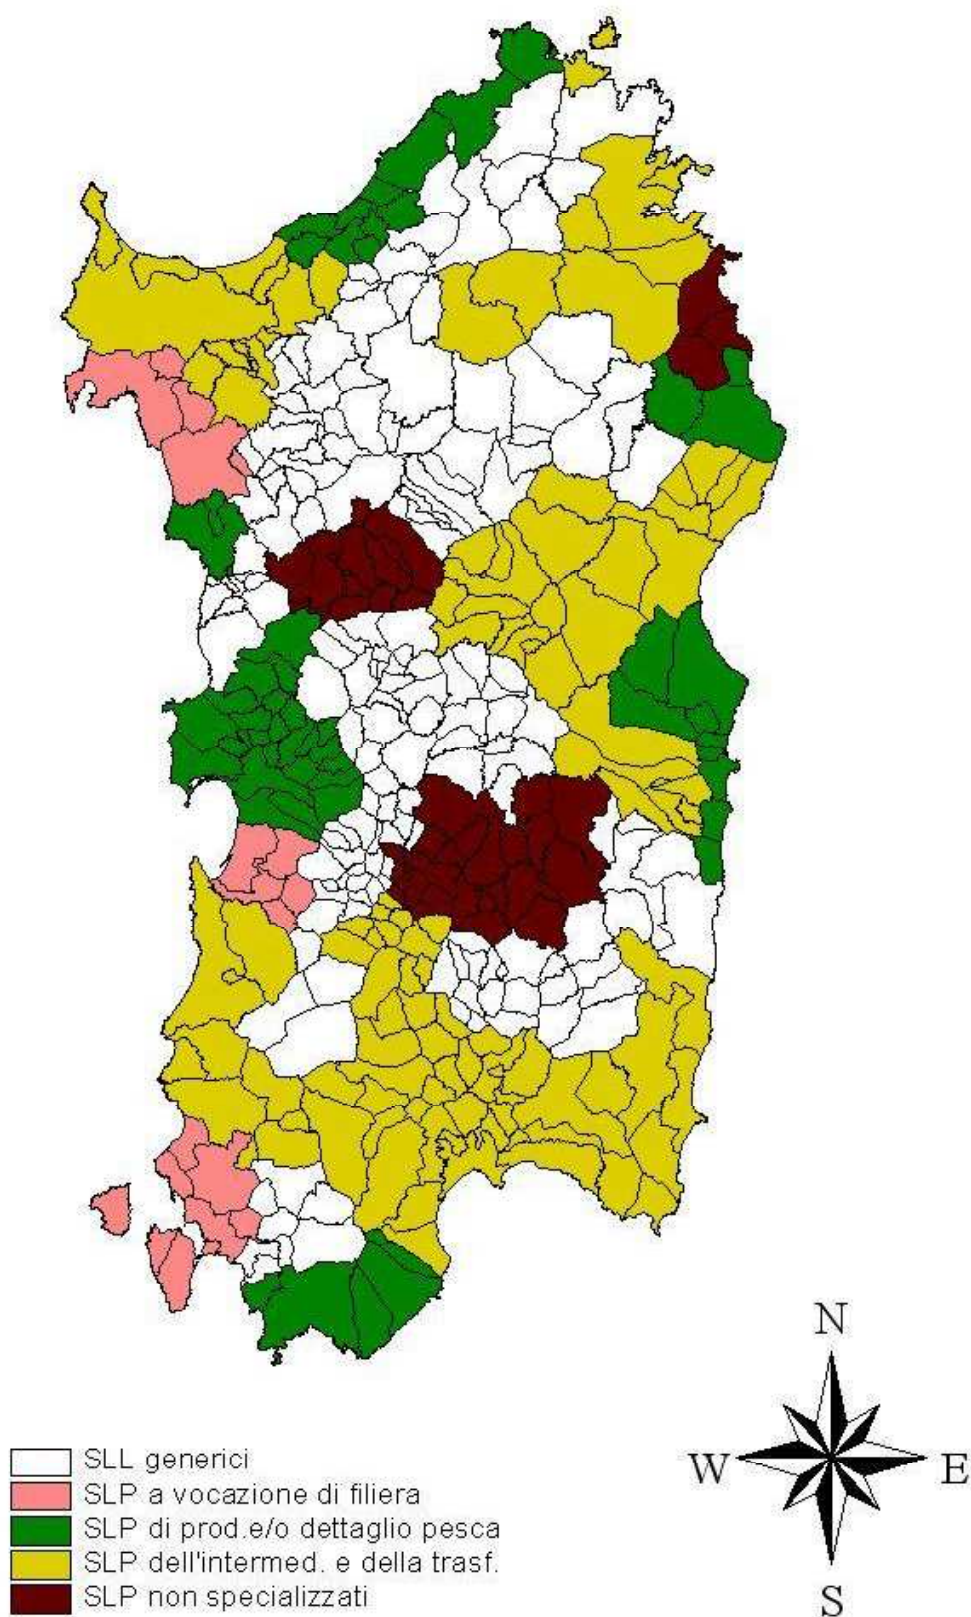 N
W E
S
SLL generici
SLP a vocazione di filiera
SLP di prod.e/o dettaglio pesca
SLP dell'intermed. e della trasf.
SLP non specializzati